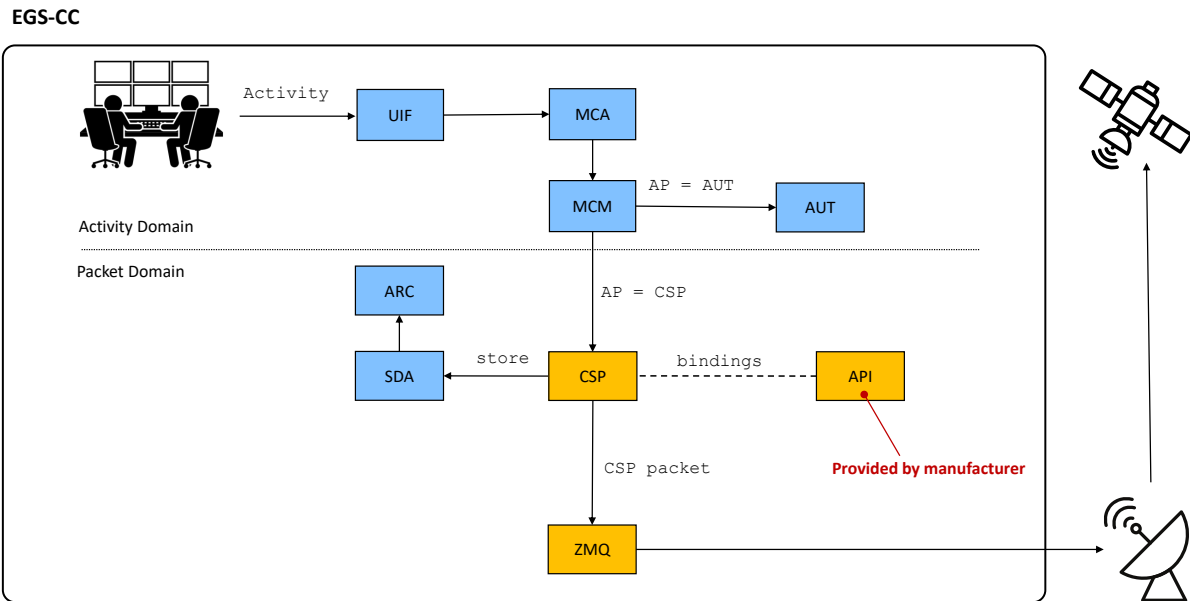 EGS-CC
Activity
UIF
MCA
AP = AUT
MCM
AUT
Activity Domain
Packet Domain
ARC
AP = CSP
store
bindings
SDA
CSP
API
CSP packet
Provided by manufacturer
ZMQ